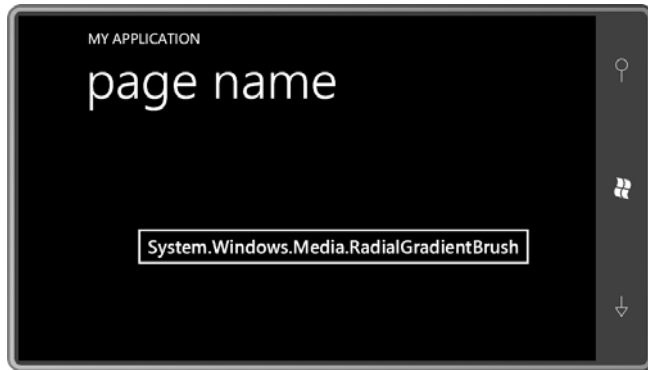 MY APPLICATION
page name
System.Windows.Media.RadialGradientBrush